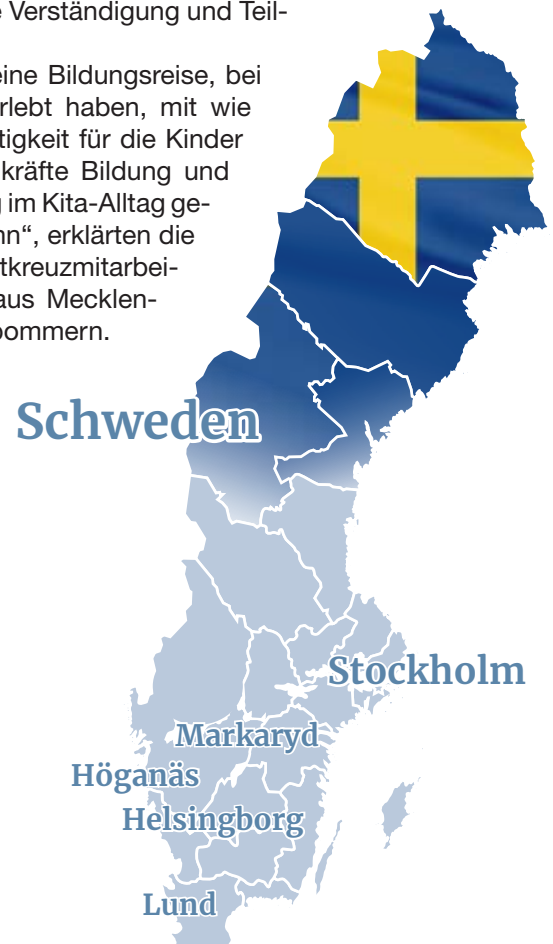 e Verständigung und Teil-
eine Bildungsreise, bei
rlebt haben, mit wie
tigkeit für die Kinder
kräfte Bildung und
g im Kita-Alltag ge-
nn“, erklärten die
tkreuzmitarbei-
aus Mecklen-
pommern.
Schweden
Stockholm
Markaryd
Höganäs
Helsingborg
Lund